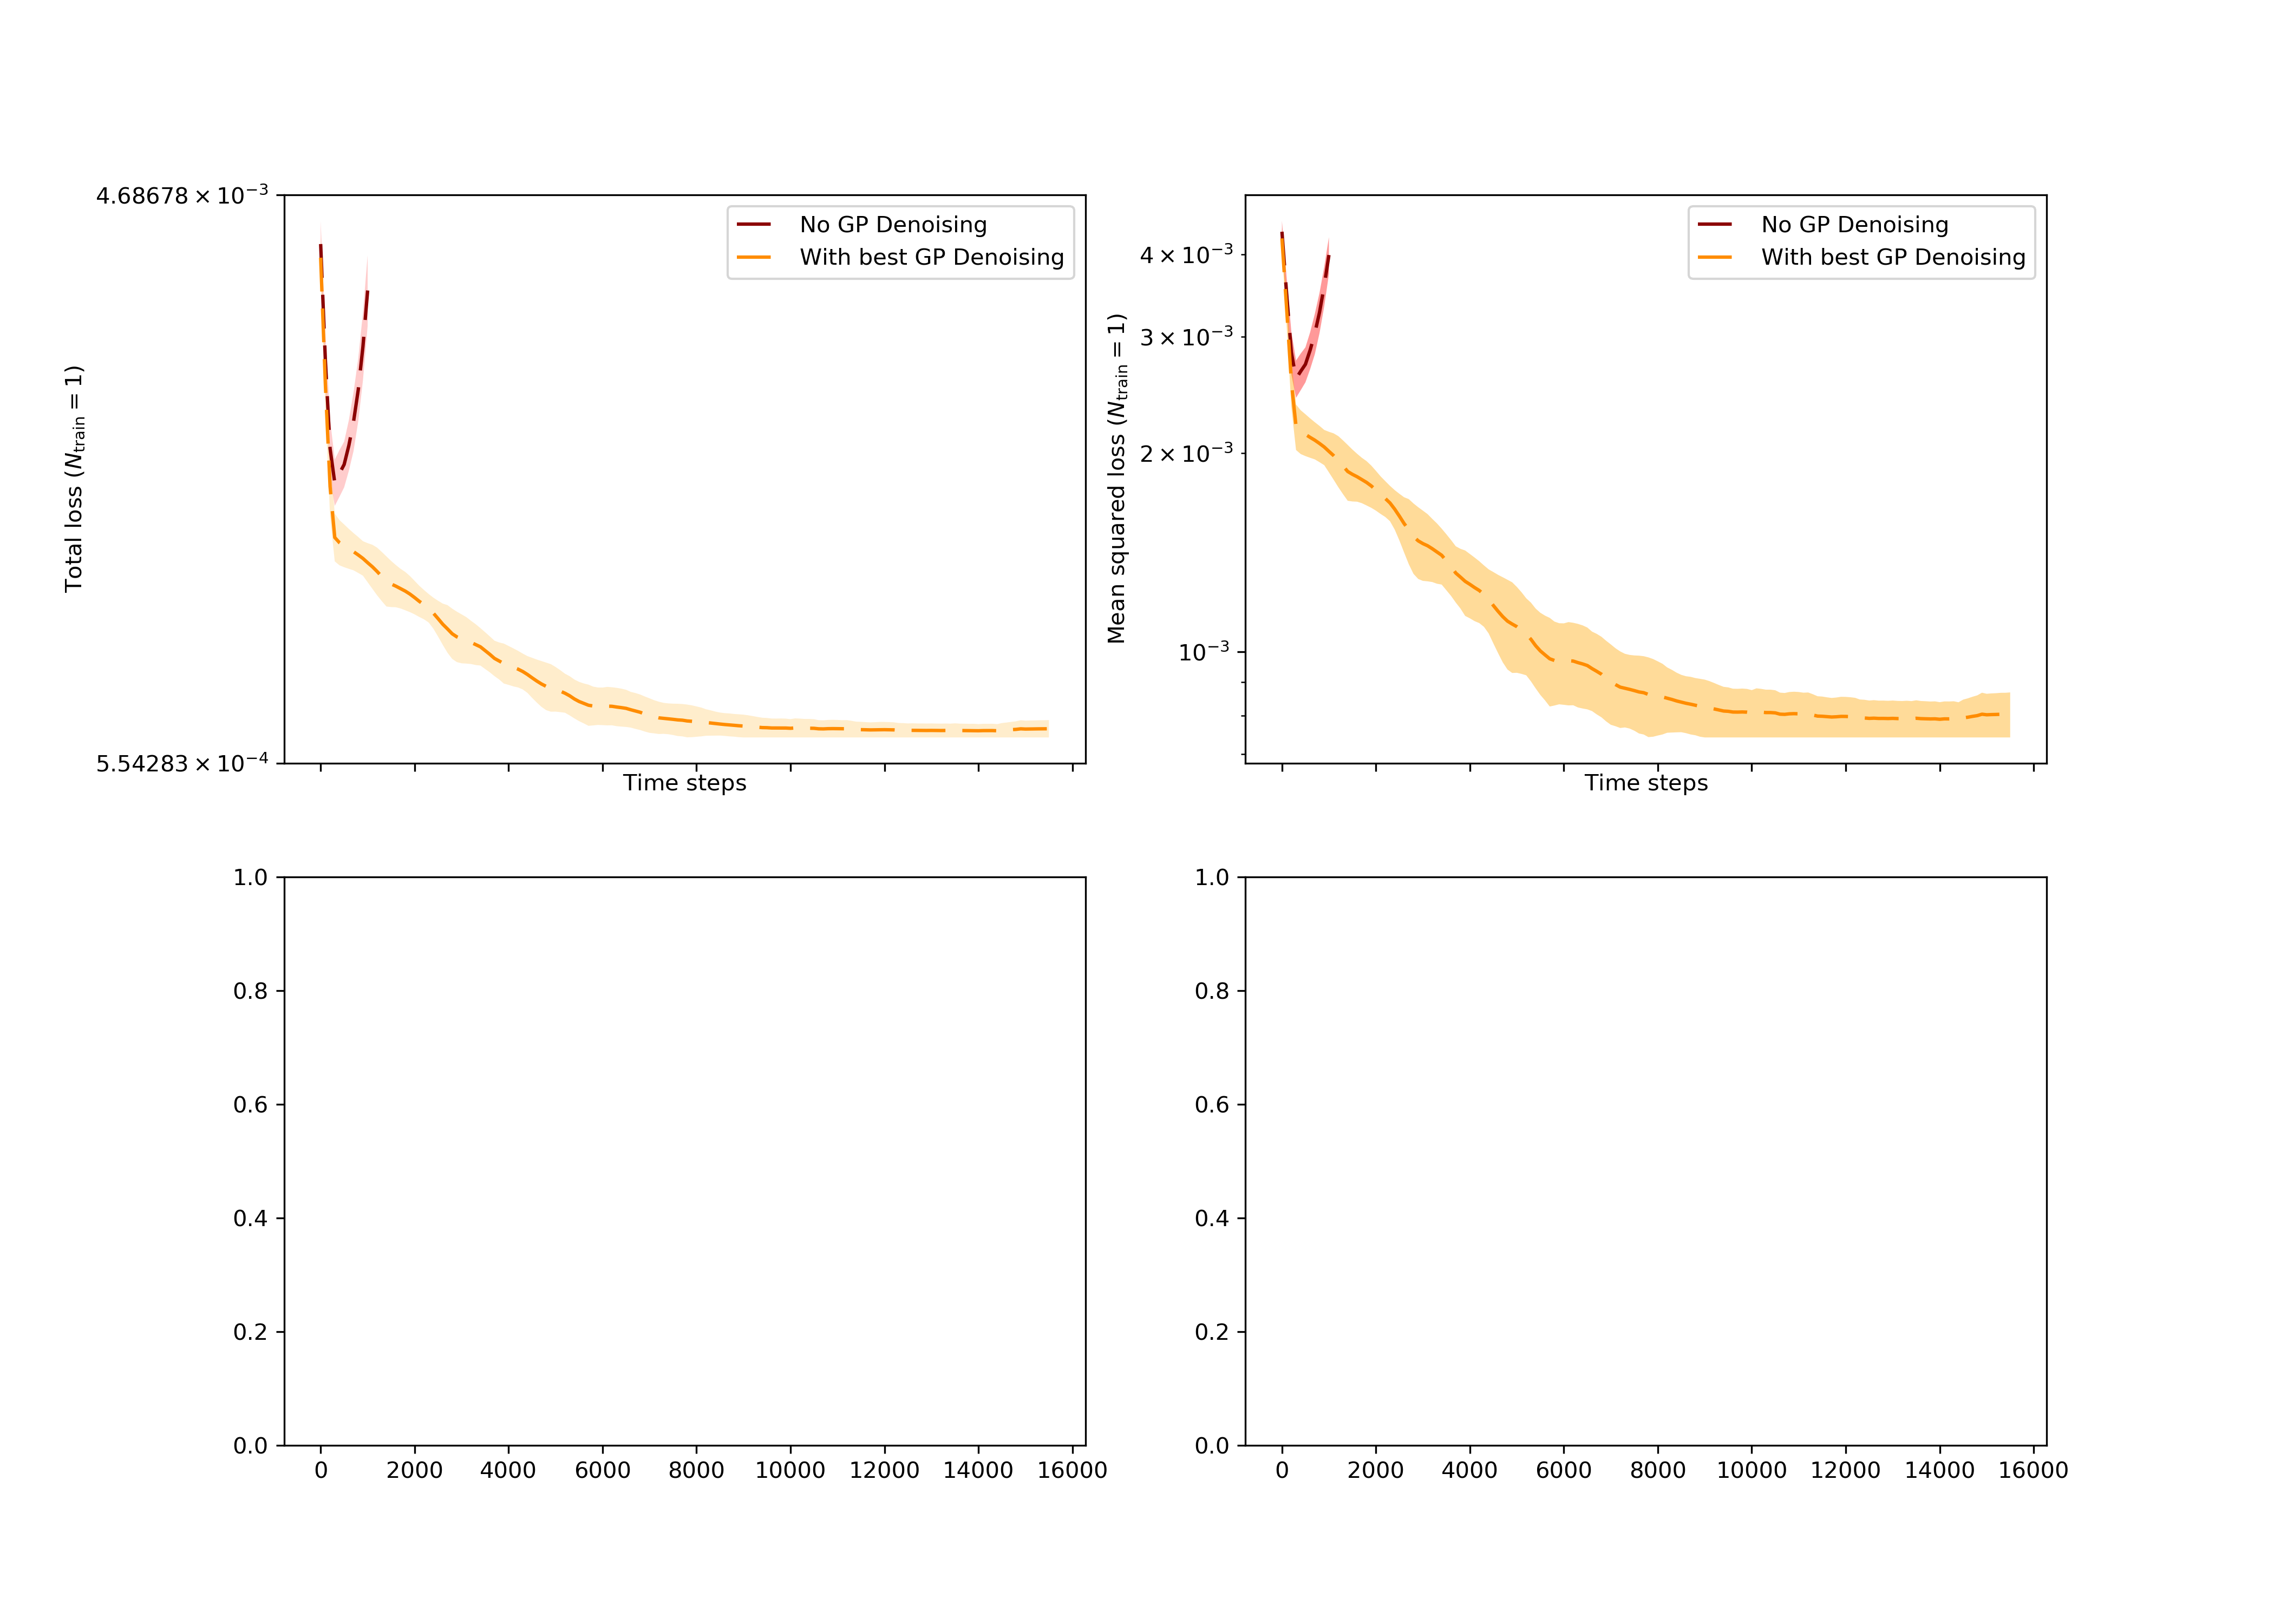 4.68678 × 10⁻³
5.54283 × 10⁻⁴
Total loss (N_train = 1)
No GP Denoising
With best GP Denoising
Time steps
4 × 10⁻³
3 × 10⁻³
2 × 10⁻³
10⁻³
Mean squared loss (N_train = 1)
No GP Denoising
With best GP Denoising
Time steps
1.0
0.8
0.6
0.4
0.2
0.0
0 2000 4000 6000 8000 10000 12000 14000 16000
1.0
0.8
0.6
0.4
0.2
0.0
0 2000 4000 6000 8000 10000 12000 14000 16000